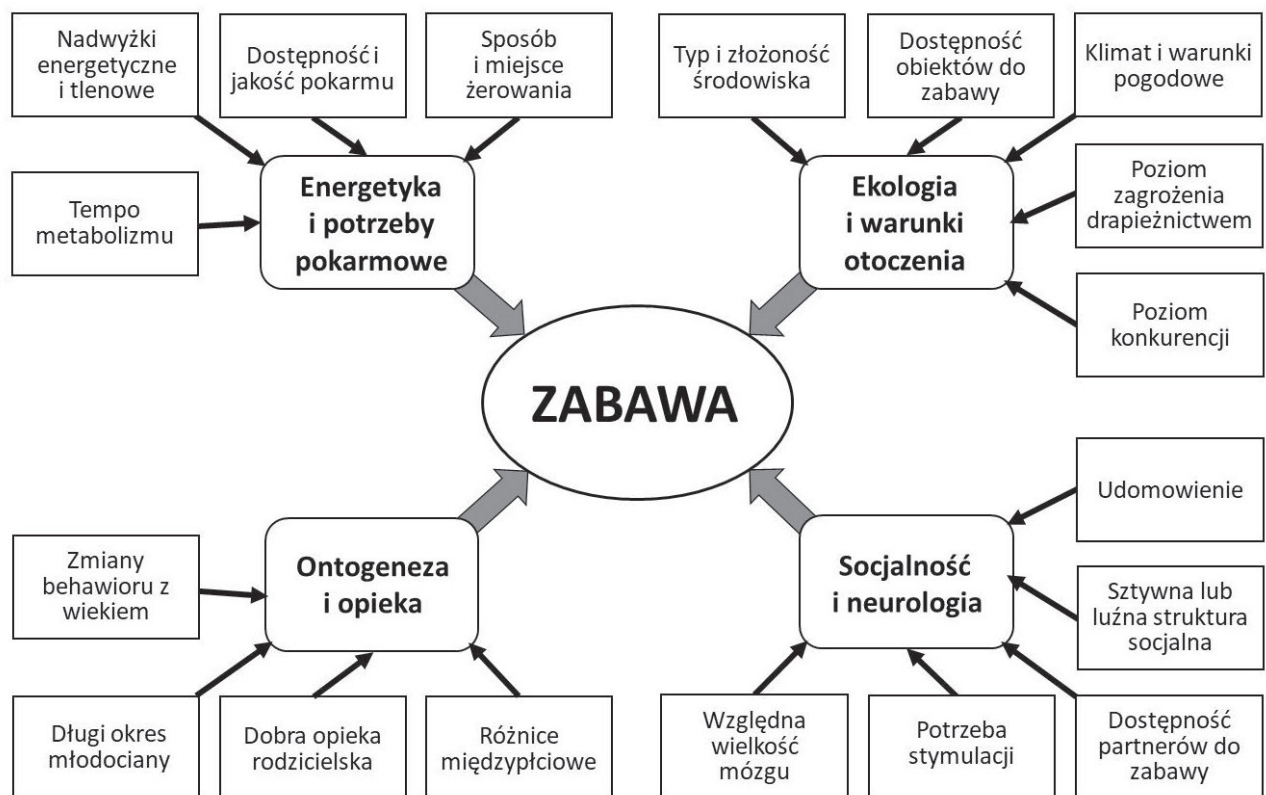 Nadwyżki
energetyczne
i tlenowe
Dostępność i
jakość pokarmu
Sposób
i miejsce
żerowania
Typ i złożoność
środowiska
Dostępność
obiektów do
zabawy
Klimat i warunki
pogodowe
Tempo
metabolizmu
Energetyka
i potrzeby
pokarmowe
Ekologia
i warunki
otoczenia
Poziom
zagrożenia
drapieżnictwem
Poziom
konkurencji
ZABAWA
Zmiany
behawioru z
wiekiem
Ontogeneza
i opieka
Socjalność
i neurologia
Udomowienie
Sztywna lub
luźna struktura
socjalna
Długi okres
młodociany
Dobra opieka
rodzicielska
Różnice
międzypłciowe
Względna
wielkość
mózgu
Potrzeba
stymulacji
Dostępność
partnerów do
zabawy